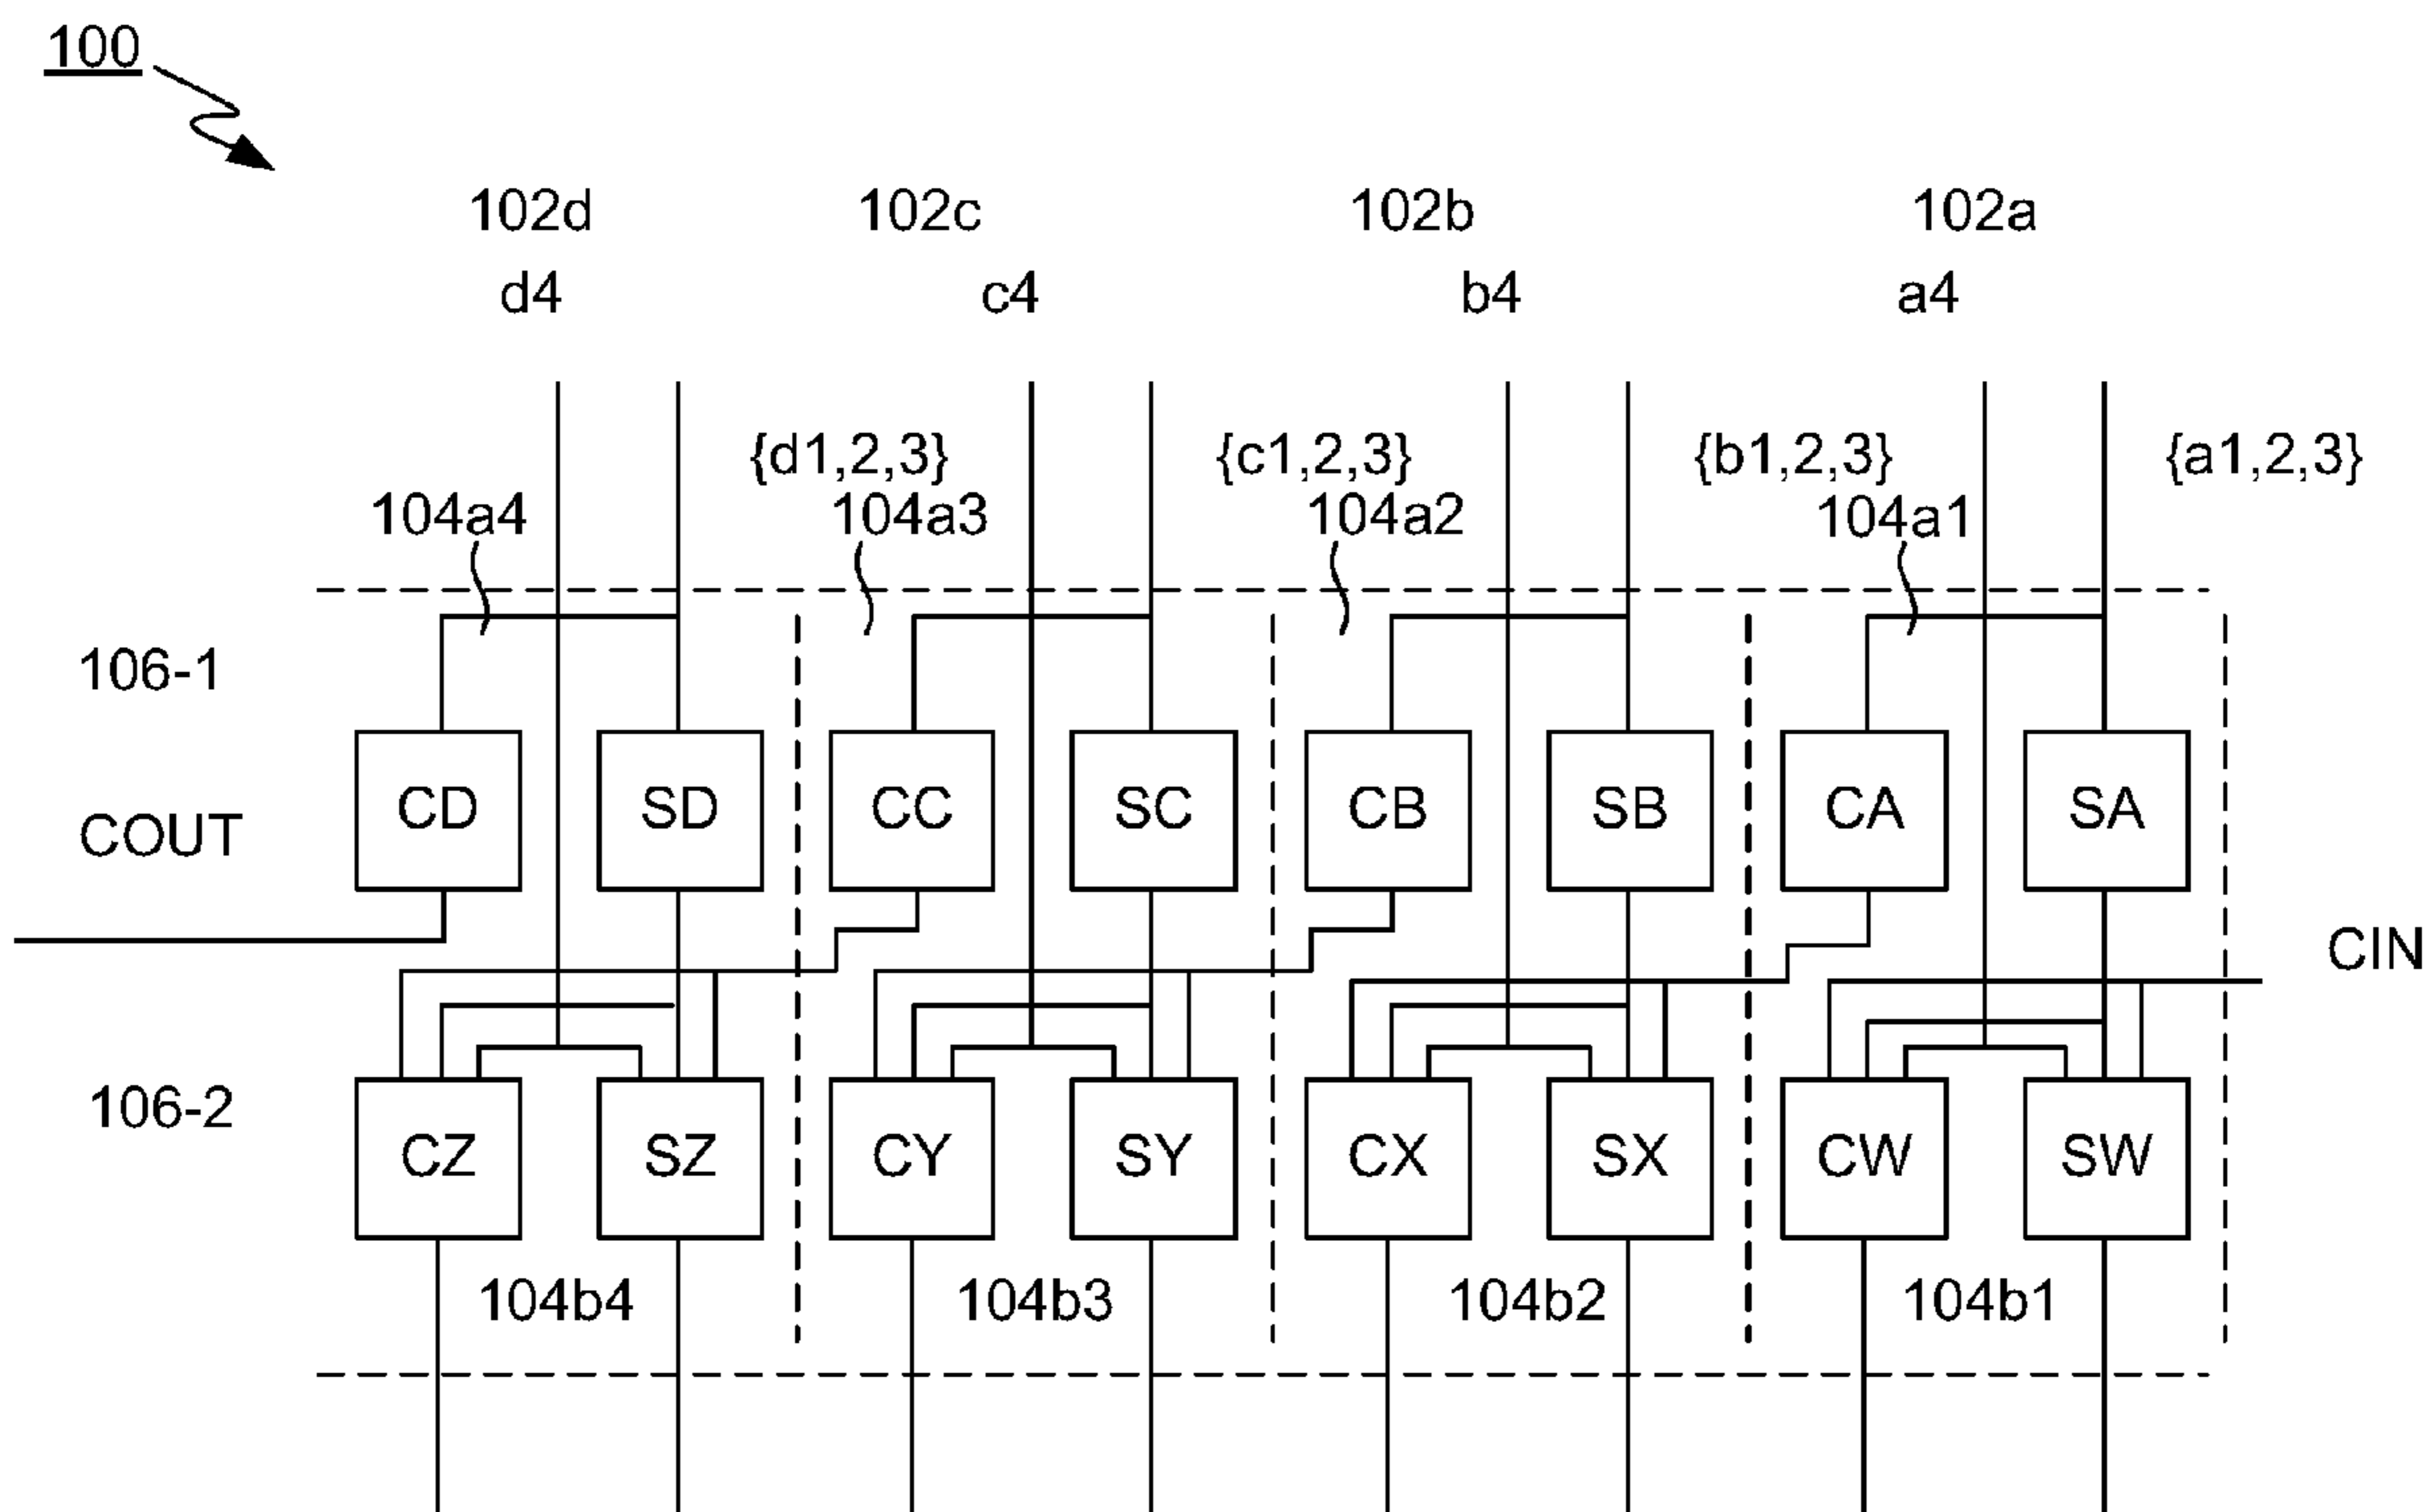 100
102d 102c 102b 102a
d4 c4 b4 a4
{d1,2,3} {c1,2,3} {b1,2,3} {a1,2,3}
104a4 104a3 104a2 104a1
106-1
CD SD CC SC CB SB CA SA
COUT
CIN
106-2
CZ SZ CY SY CX SX CW SW
104b4 104b3 104b2 104b1